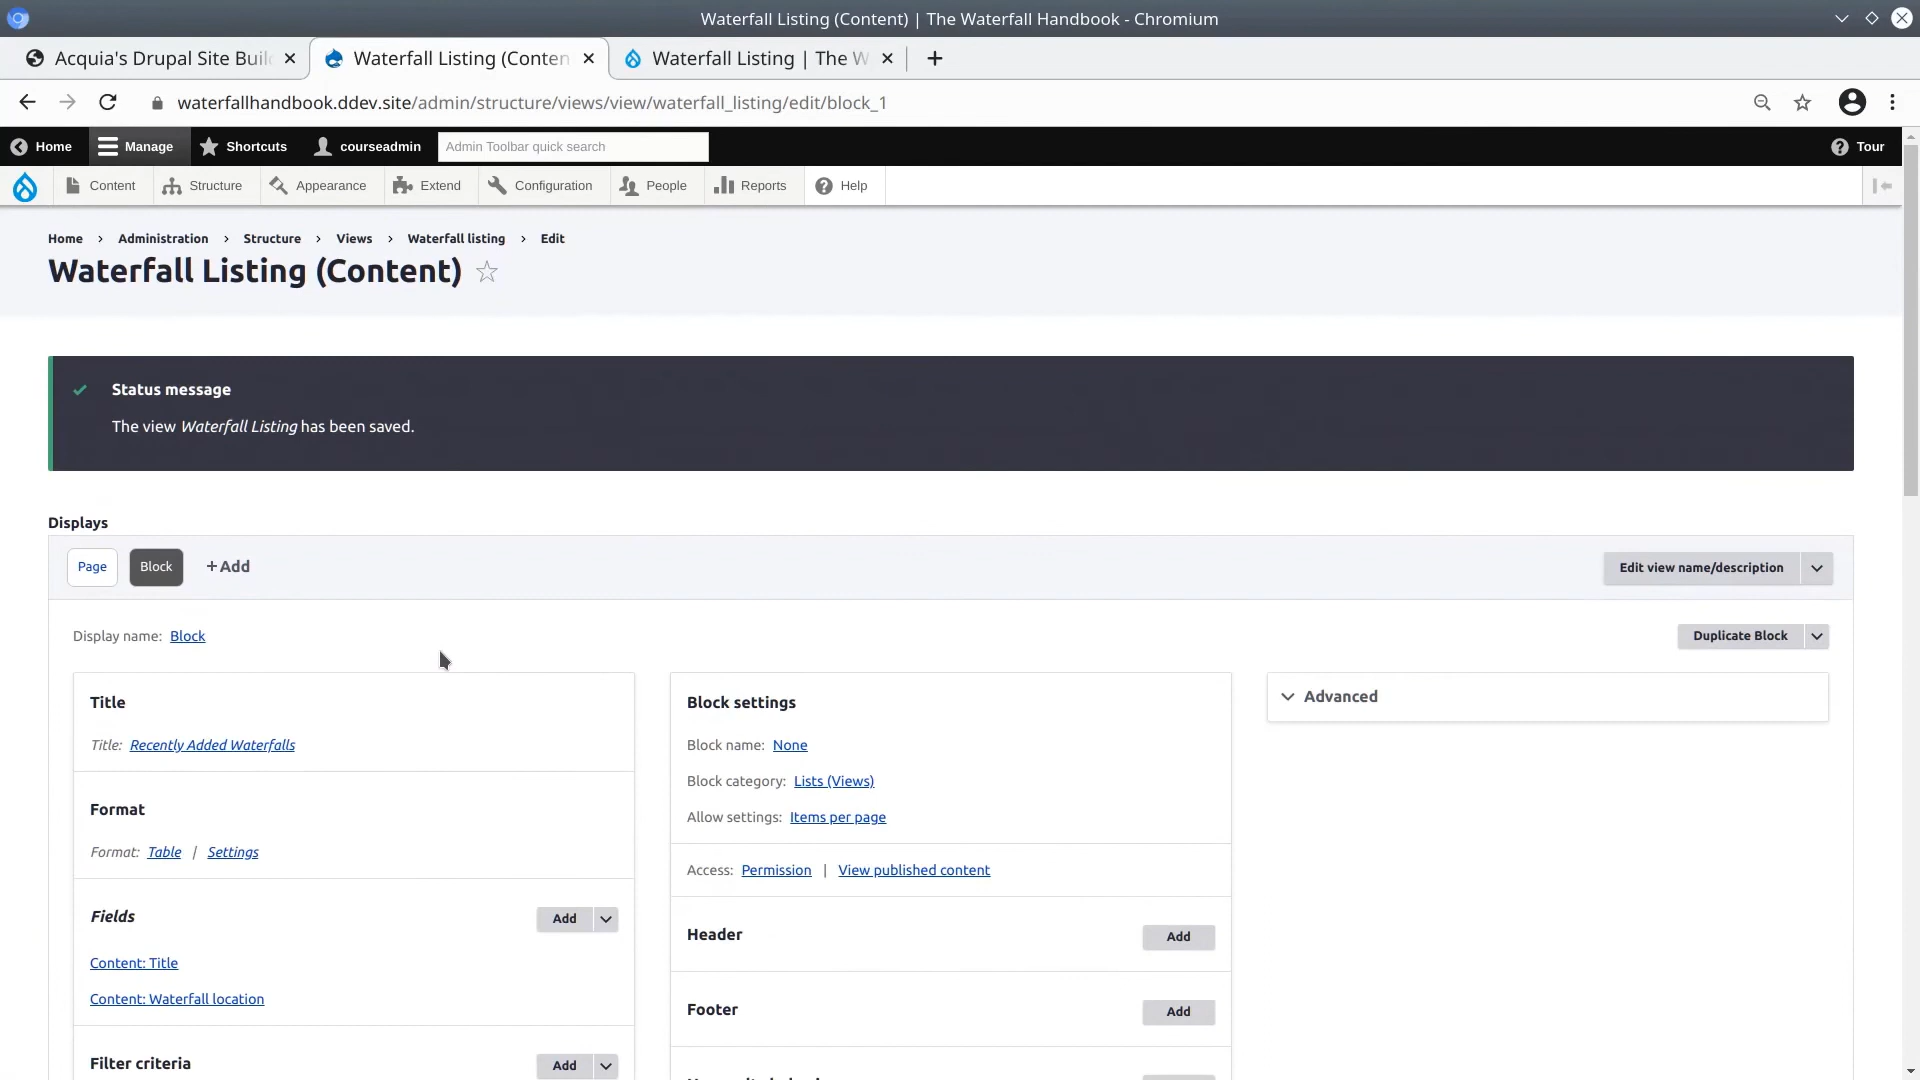 Waterfall Listing (Content) | The Waterfall Handbook - Chromium
Acquia's Drupal Site Buil
Waterfall Listing (Conten
Waterfall Listing | The W
waterfallhandbook.ddev.site/admin/structure/views/view/waterfall_listing/edit/block_1
Home
Manage
Shortcuts
courseadmin
Admin Toolbar quick search
Tour
Content
Structure
Appearance
Extend
Configuration
People
Reports
Help
Home › Administration › Structure › Views › Waterfall listing › Edit
Waterfall Listing (Content)
Status message
The view Waterfall Listing has been saved.
Displays
Page
Block
+Add
Edit view name/description
Display name: Block
Duplicate Block
Title
Title: Recently Added Waterfalls
Format
Format: Table | Settings
Fields
Add
Content: Title
Content: Waterfall location
Filter criteria
Add
Block settings
Block name: None
Block category: Lists (Views)
Allow settings: Items per page
Access: Permission | View published content
Header
Add
Footer
Add
Advanced